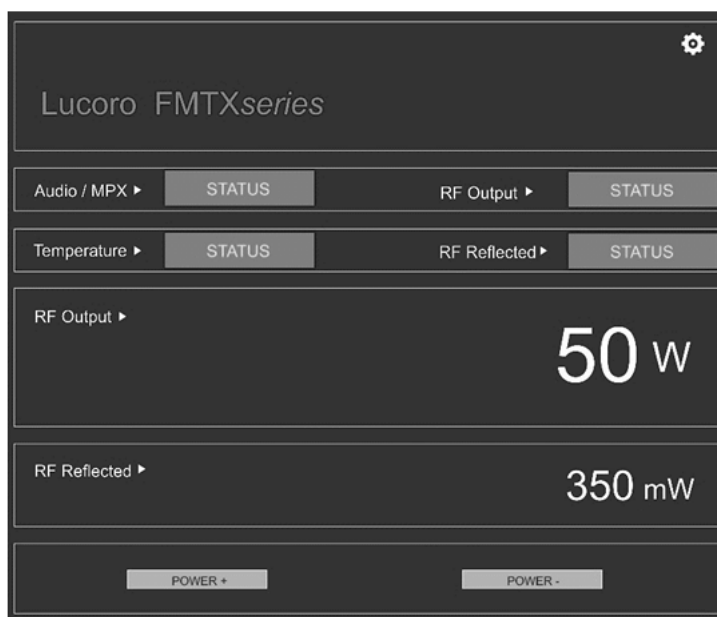 Lucoro FMTXseries
Audio / MPX ▶ STATUS RF Output ▶ STATUS
Temperature ▶ STATUS RF Reflected ▶ STATUS
RF Output ▶
50 W
RF Reflected ▶
350 mW
POWER + POWER -